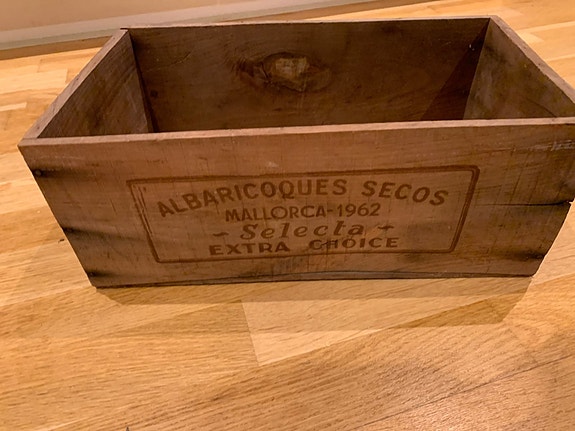 ALBARICOQUES SECOS
MALLORCA-1962
~ Selecta ~
EXTRA CHOICE